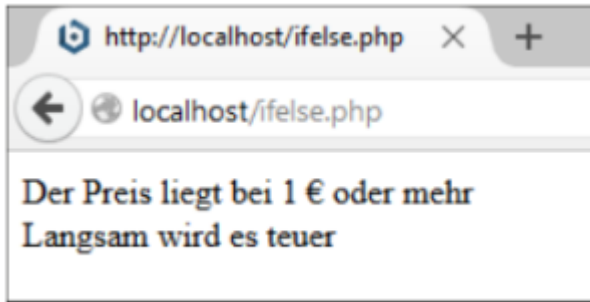 http://localhost/ifelse.php
localhost/ifelse.php
Der Preis liegt bei 1 € oder mehr
Langsam wird es teuer